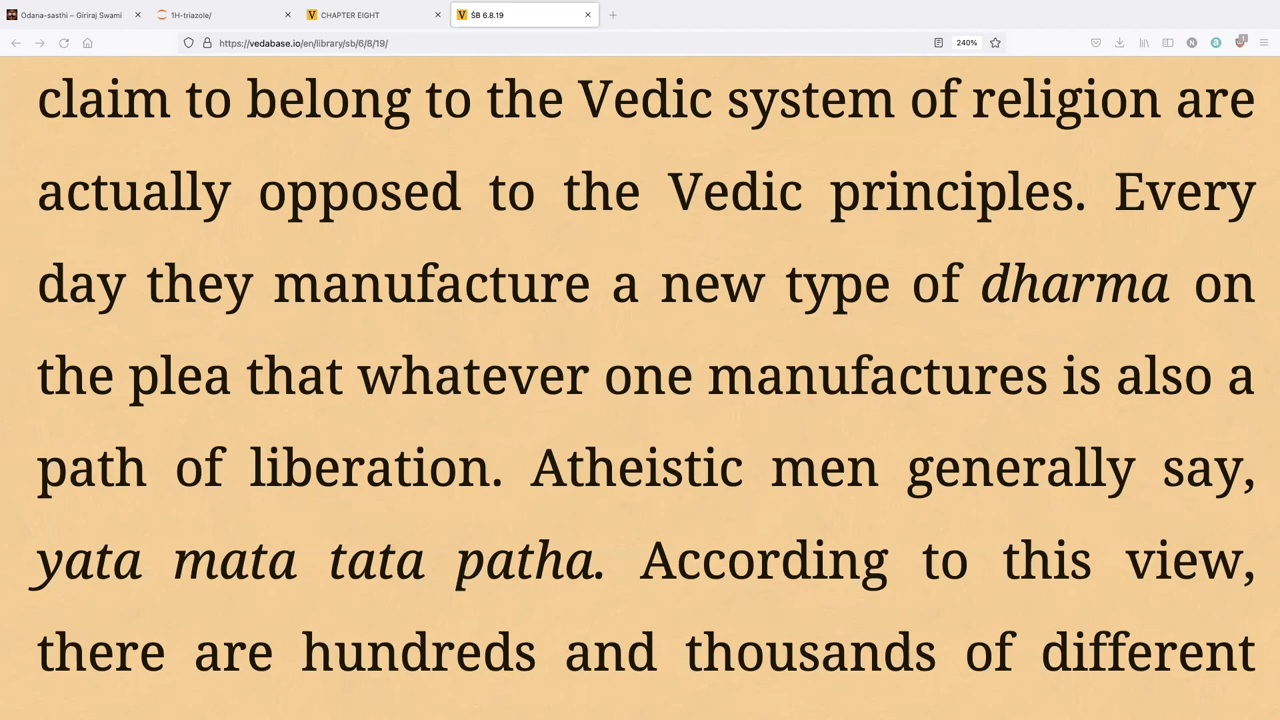 Odana-sasthi – Giriraj Swami
1H-triazole/
CHAPTER EIGHT
ŚB 6.8.19
https://vedabase.io/en/library/sb/6/8/19/
240%
claim to belong to the Vedic system of religion are
actually opposed to the Vedic principles. Every
day they manufacture a new type of dharma on
the plea that whatever one manufactures is also a
path of liberation. Atheistic men generally say,
yata mata tata patha. According to this view,
there are hundreds and thousands of different